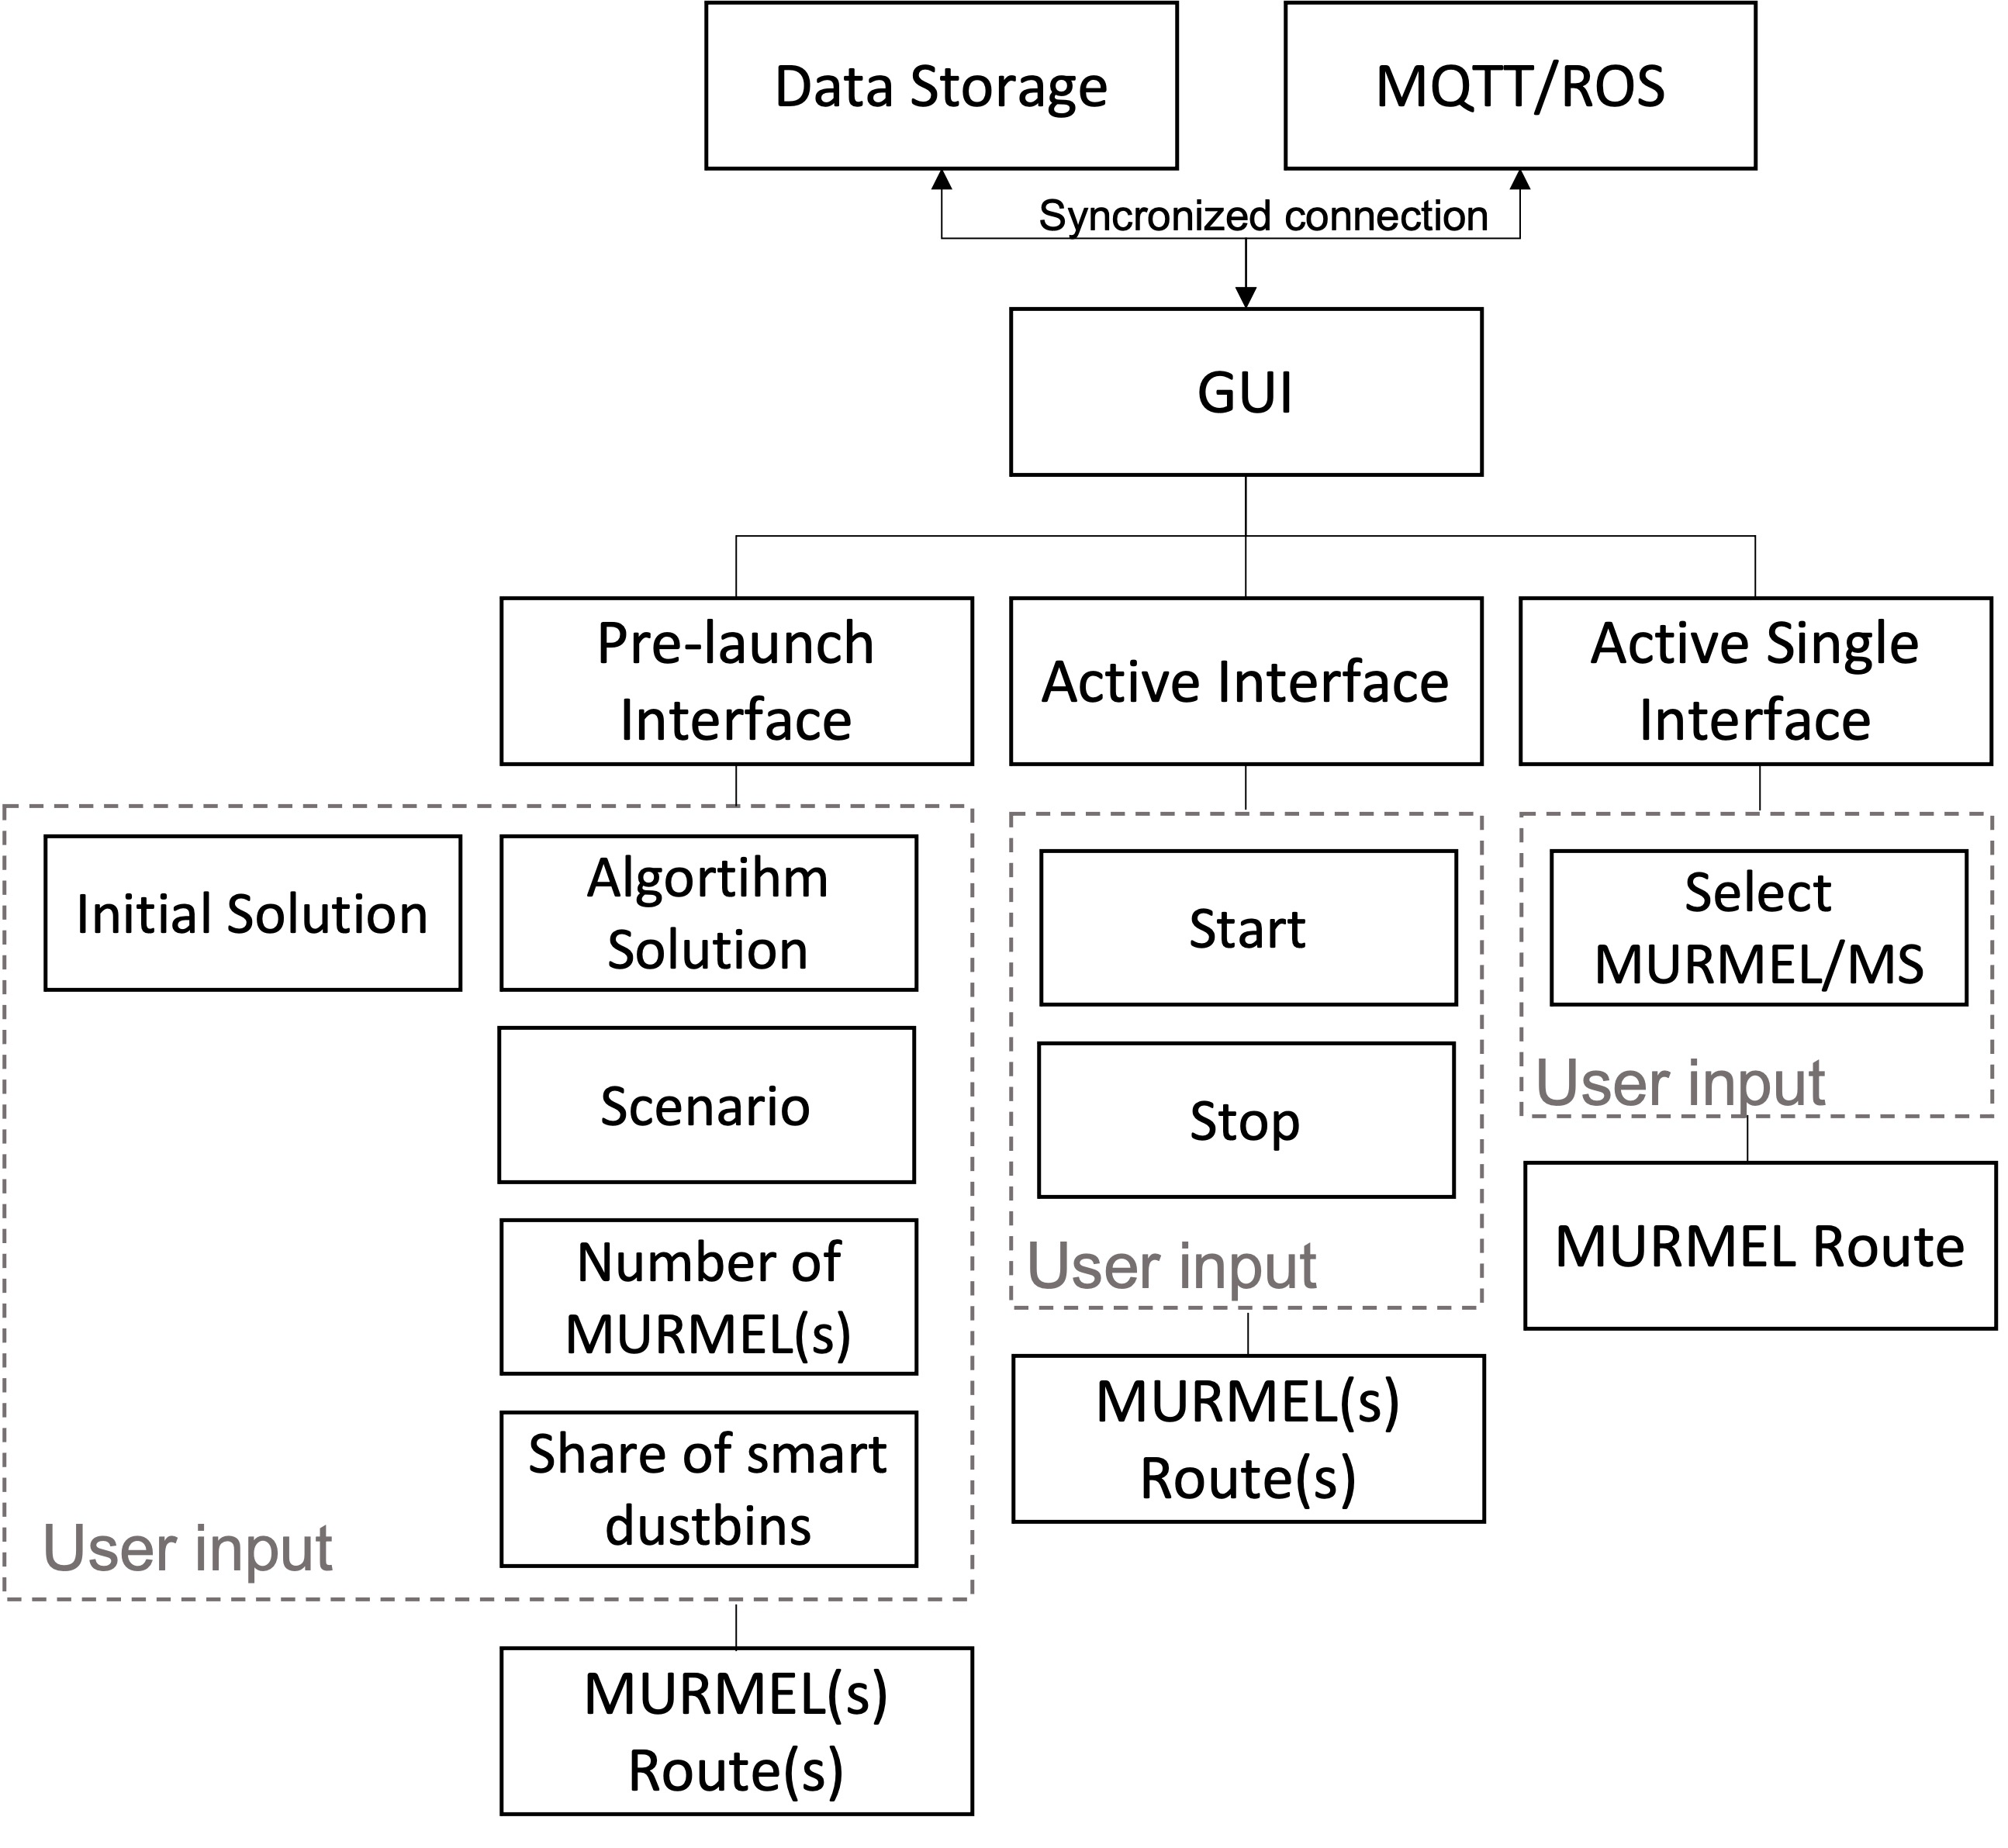 Data Storage
MQTT/ROS
Syncronized connection
GUI
Pre-launch
Interface
Active Interface
Active Single
Interface
Initial Solution
Algortihm
Solution
Scenario
Number of
MURMEL(s)
Share of smart
dustbins
User input
MURMEL(s)
Route(s)
Start
Stop
User input
MURMEL(s)
Route(s)
Select
MURMEL/MS
User input
MURMEL Route